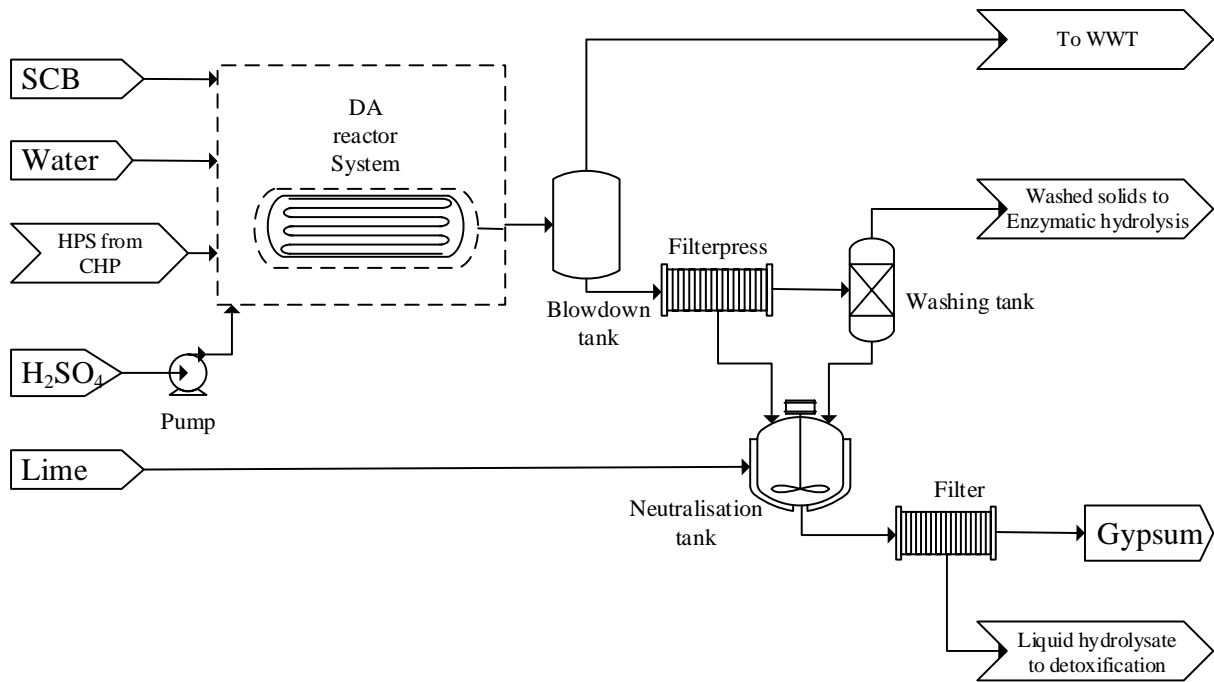 To WWT
SCB
DA
reactor
System
Water
Washed solids to
Enzymatic hydrolysis
HPS from
CHP
Filterpress
Blowdown
tank
Washing tank
H₂SO₄
Pump
Lime
Neutralisation
tank
Filter
Gypsum
Liquid hydrolysate
to detoxification